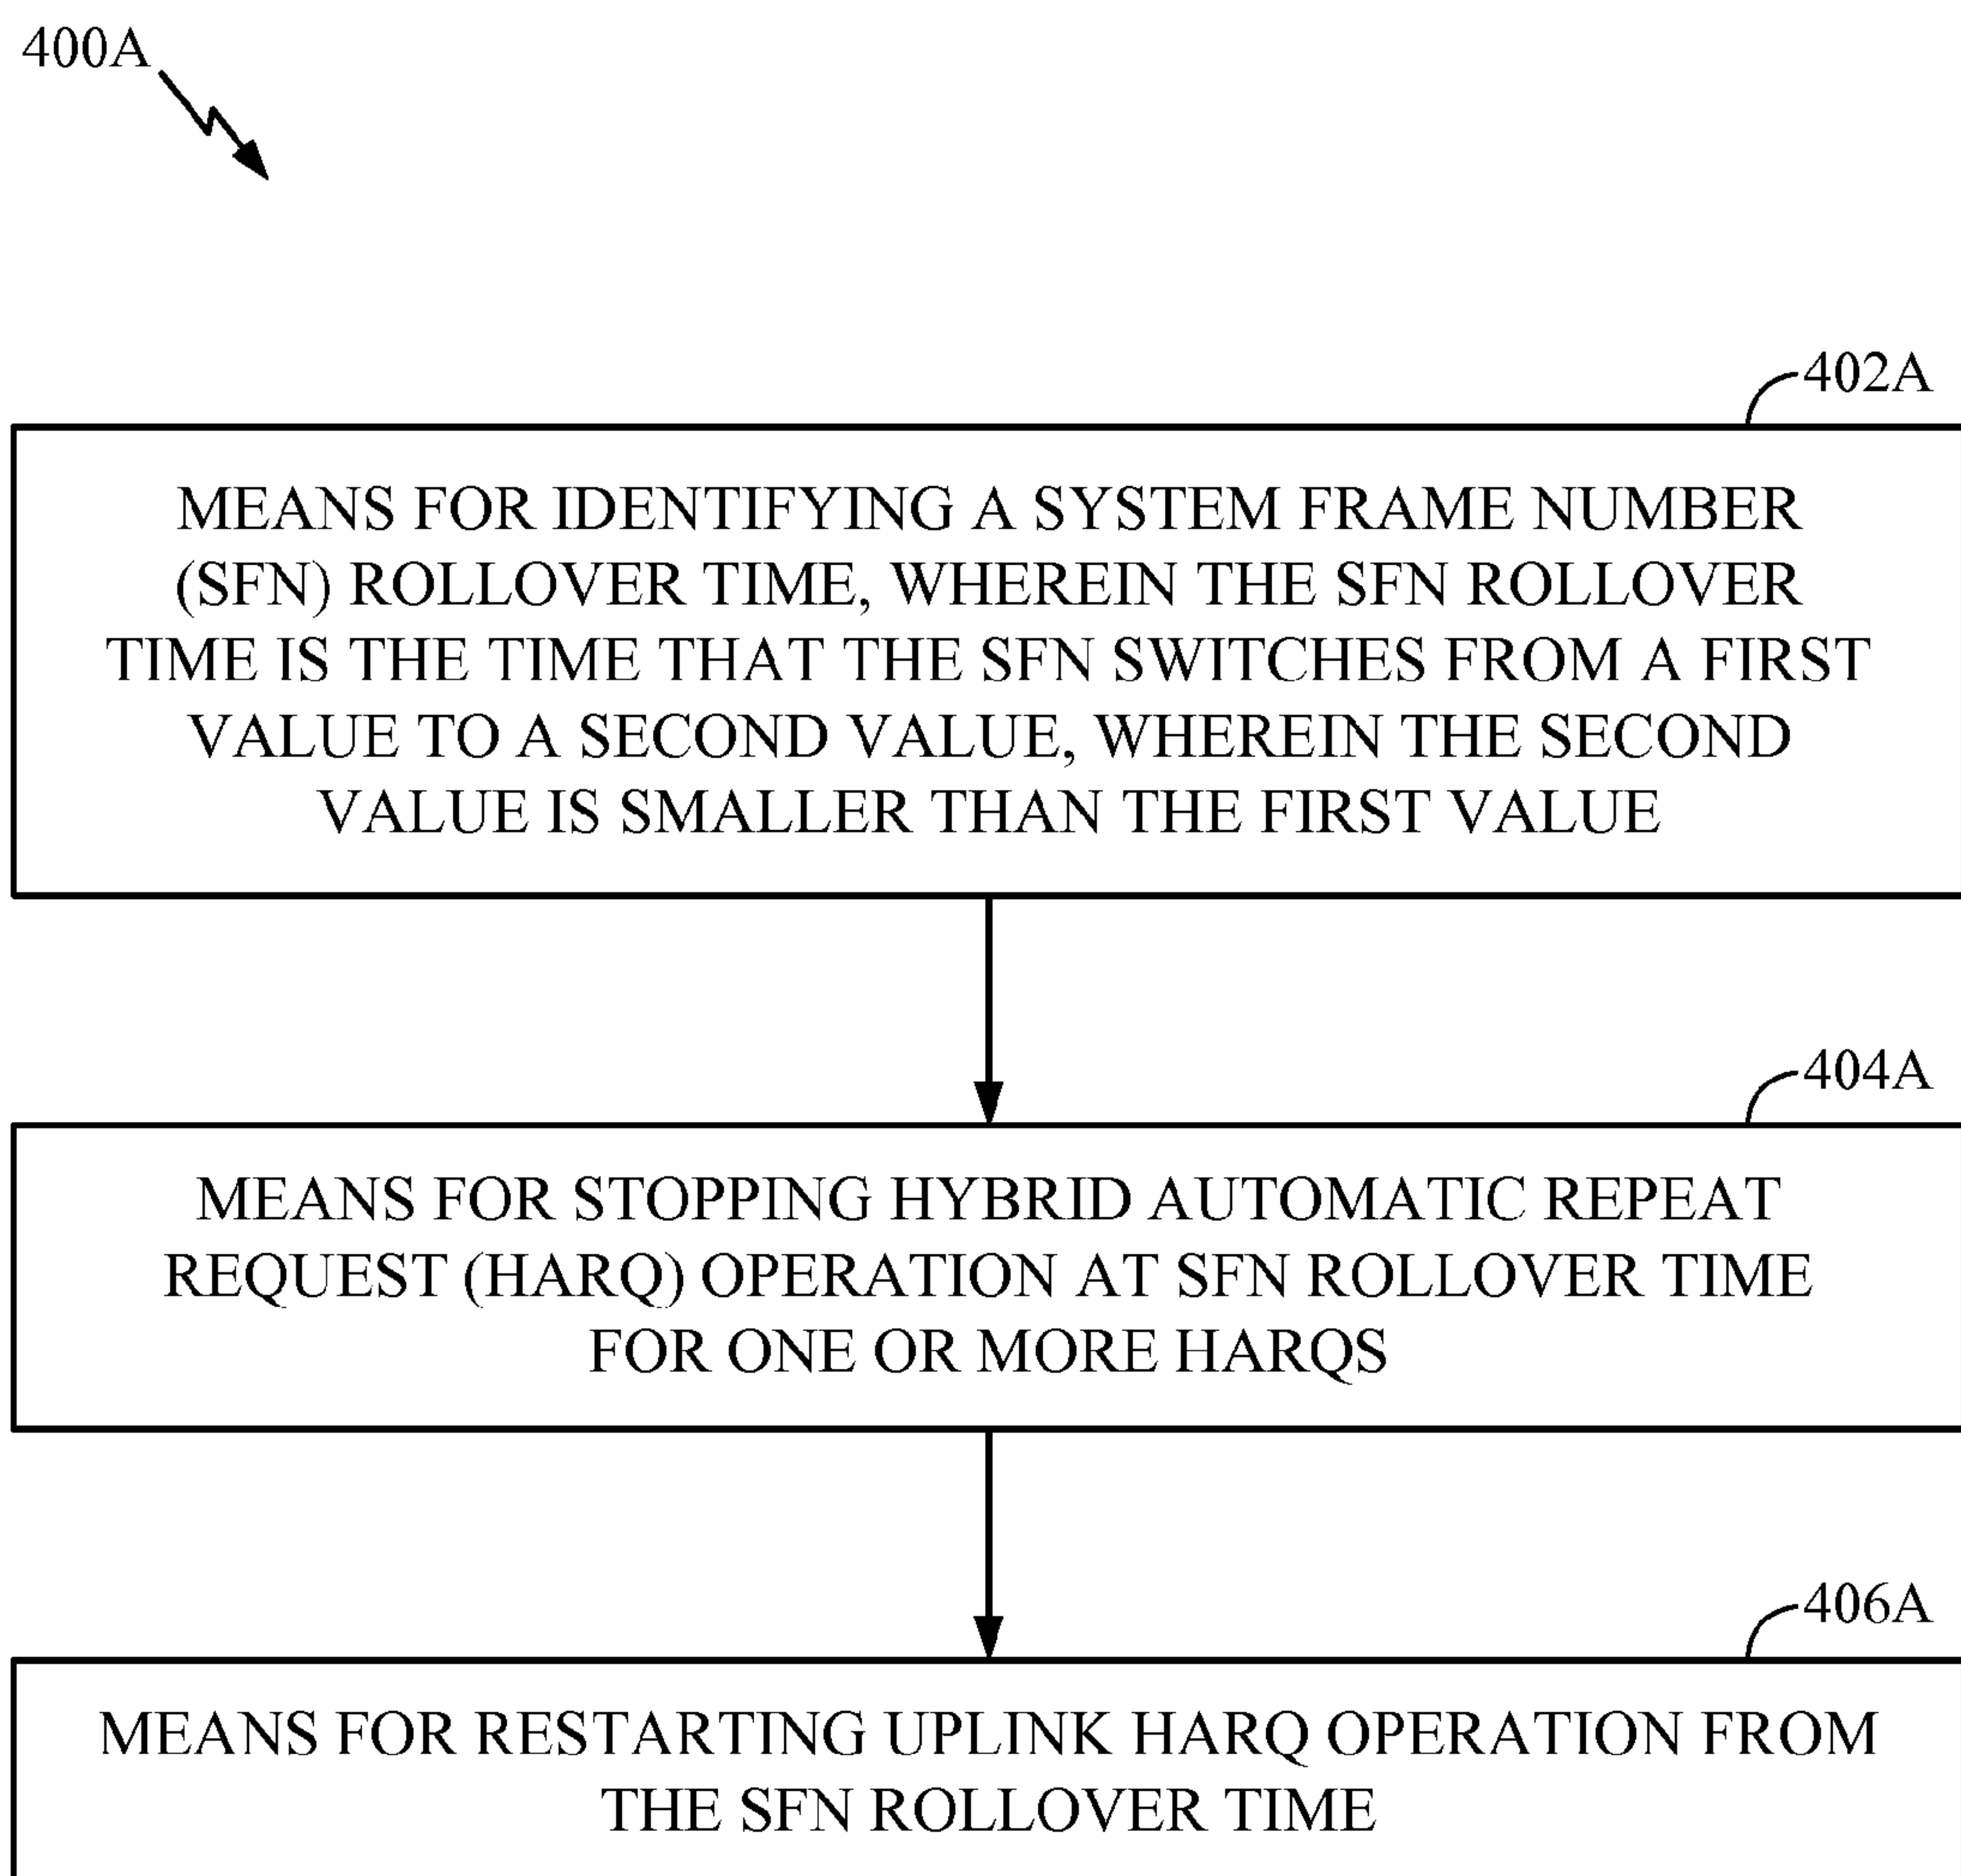 400A
402A
MEANS FOR IDENTIFYING A SYSTEM FRAME NUMBER
(SFN) ROLLOVER TIME, WHEREIN THE SFN ROLLOVER
TIME IS THE TIME THAT THE SFN SWITCHES FROM A FIRST
VALUE TO A SECOND VALUE, WHEREIN THE SECOND
VALUE IS SMALLER THAN THE FIRST VALUE
404A
MEANS FOR STOPPING HYBRID AUTOMATIC REPEAT
REQUEST (HARQ) OPERATION AT SFN ROLLOVER TIME
FOR ONE OR MORE HARQS
406A
MEANS FOR RESTARTING UPLINK HARQ OPERATION FROM
THE SFN ROLLOVER TIME